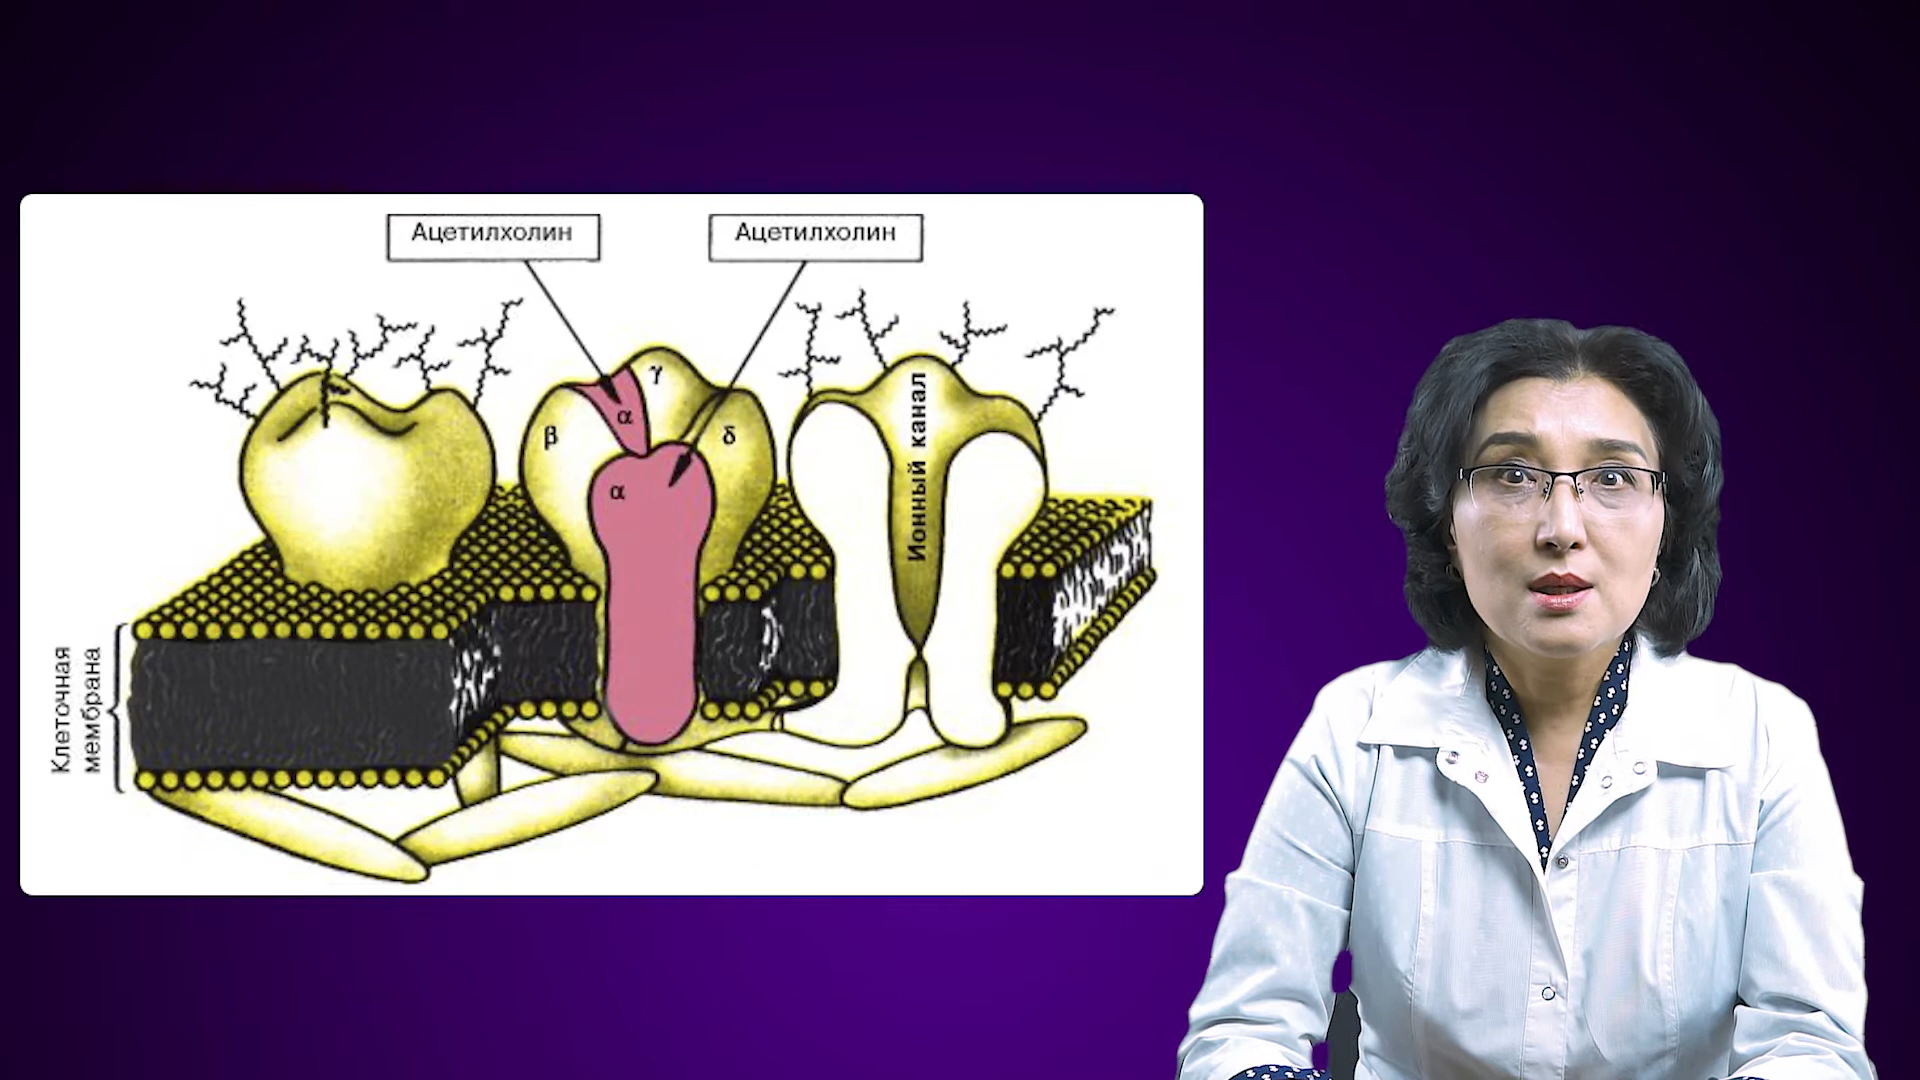 Ацетилхолин
Ацетилхолин
γ
α
β
δ
α
Ионный канал
Клеточная
мембрана